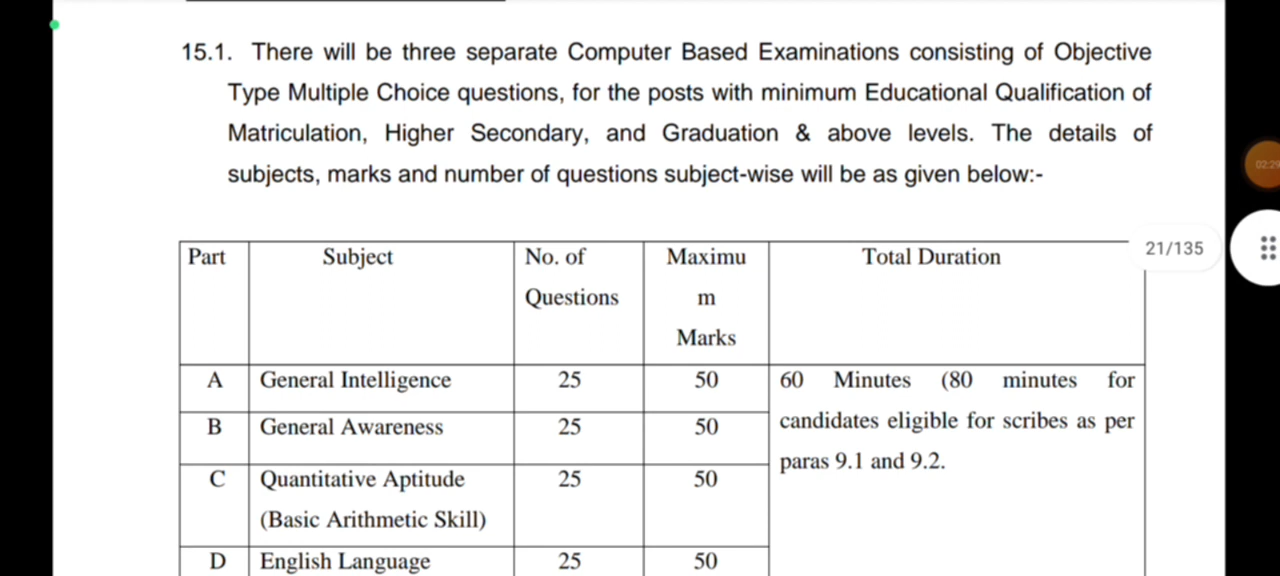 15.1. There will be three separate Computer Based Examinations consisting of Objective
Type Multiple Choice questions, for the posts with minimum Educational Qualification of
Matriculation, Higher Secondary, and Graduation & above levels. The details of
subjects, marks and number of questions subject-wise will be as given below:-
02:29
21/135
Part Subject No. of Questions Maximu m Marks Total Duration
A General Intelligence 25 50 60 Minutes (80 minutes for
B General Awareness 25 50 candidates eligible for scribes as per
paras 9.1 and 9.2.
C Quantitative Aptitude 25 50
(Basic Arithmetic Skill)
D English Language 25 50